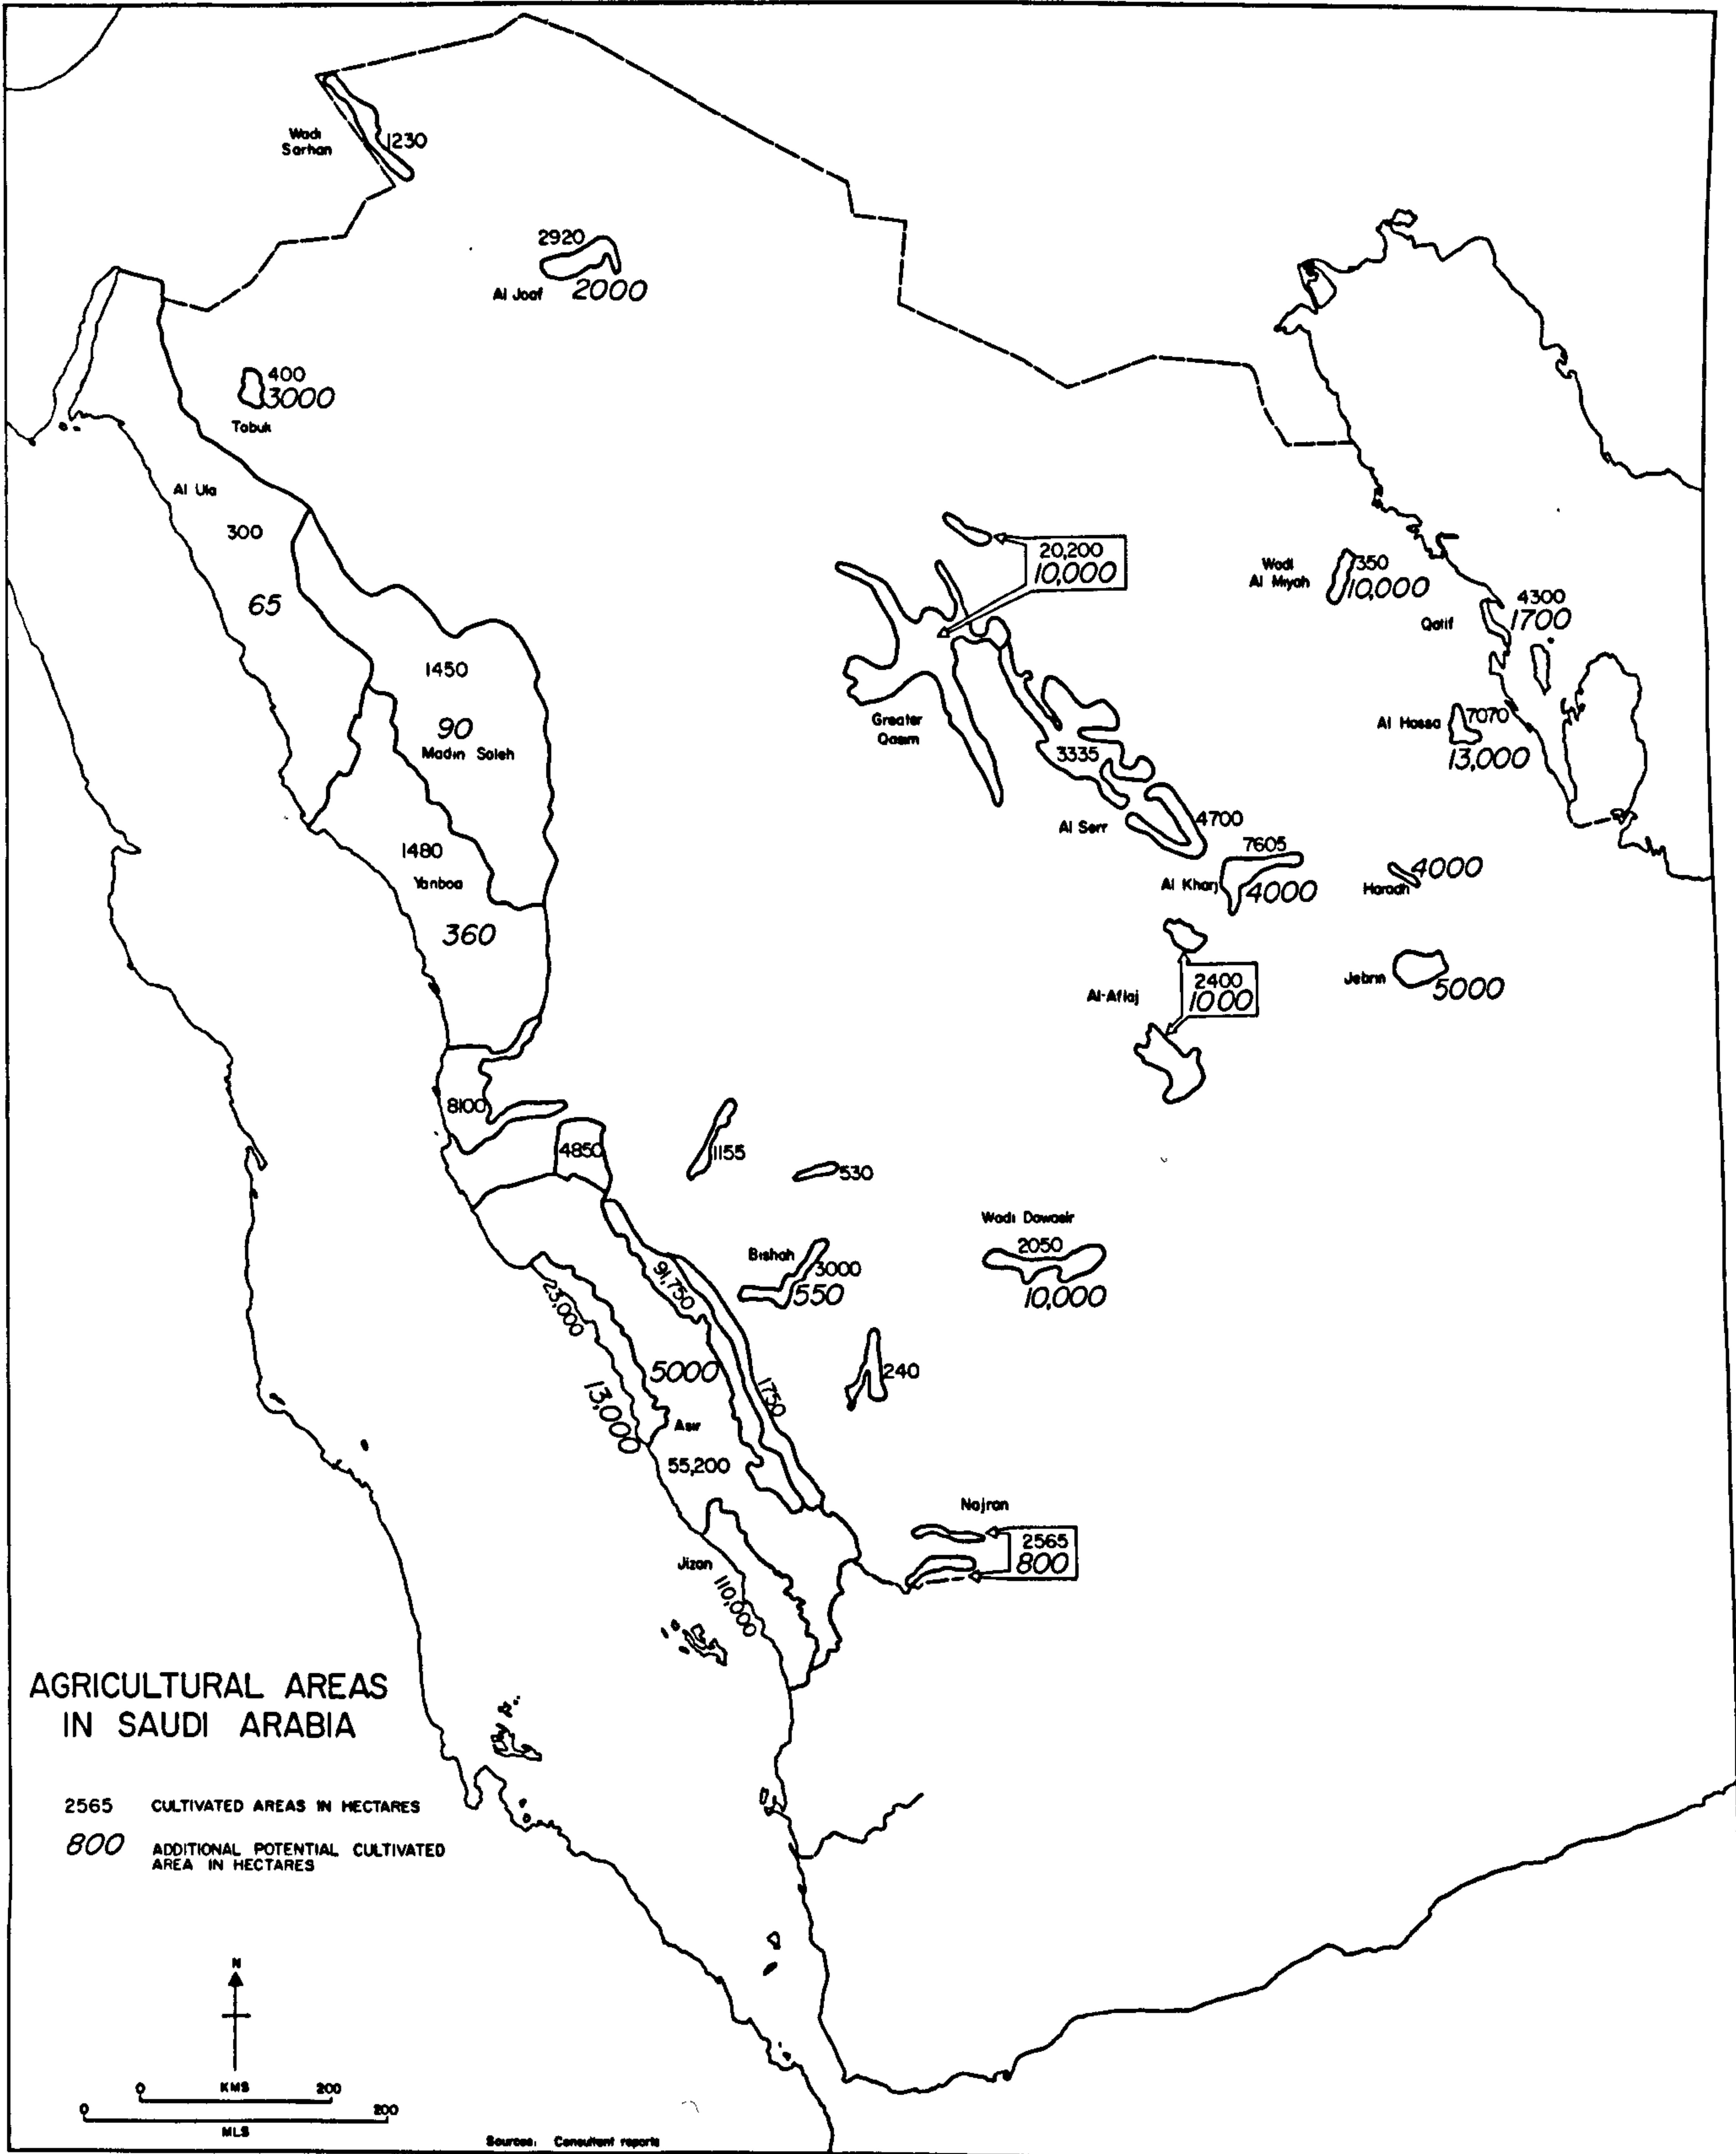 Wadi
Sarhan
1230
2920
Al Joaf
2000
400
3000
Tabuk
Al Ula
300
65
1450
90
Madin Saleh
1480
Yanboa
360
20,200
10,000
Greater
Qasim
3335
Al Serr
4700
Wadi
Al Miyah
350
10,000
Qatif
4300
1700
Al Hassa
7070
13,000
7605
Al Kharj
4000
Haradh
4000
Jebrin
5000
Al-Aflaj
2400
1000
8100
4850
1155
530
Wadi Dawasir
2050
10,000
Bishah
3000
550
91,750
23,000
5000
13,000
1750
240
Asir
55,200
Najran
2565
800
Jizan
110,000
AGRICULTURAL AREAS
IN SAUDI ARABIA
2565 CULTIVATED AREAS IN HECTARES
800 ADDITIONAL POTENTIAL CULTIVATED
AREA IN HECTARES
N
0 KMS 200
0 200
MLS
Sources: Consultant reports